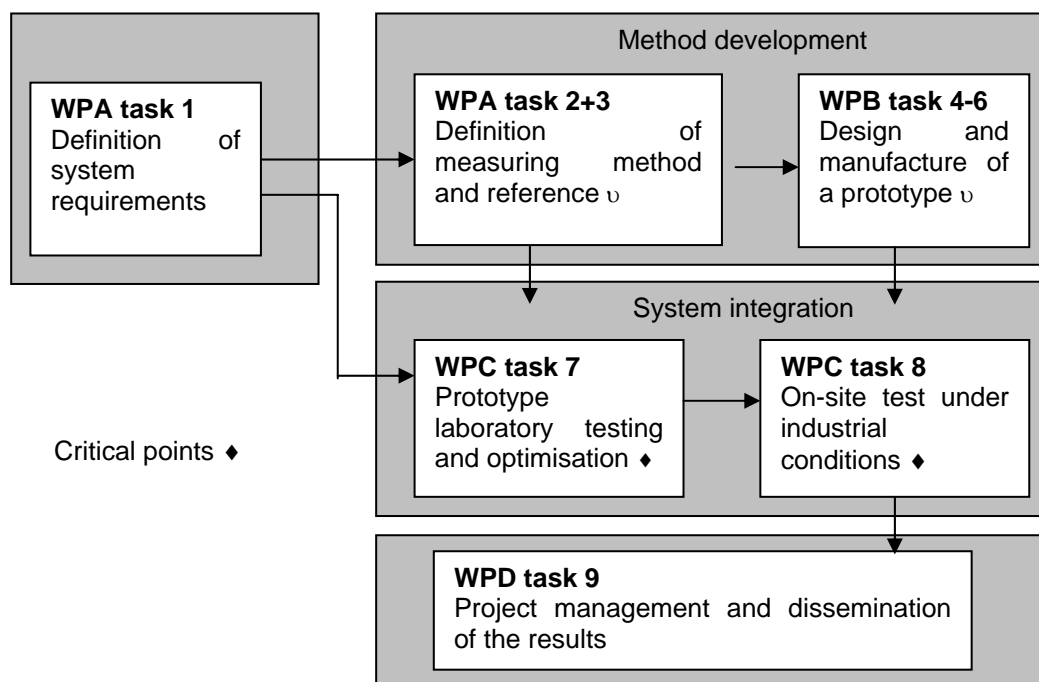 Method development
WPA task 1
Definition of
system
requirements
WPA task 2+3
Definition of
measuring method
and reference υ
WPB task 4-6
Design and
manufacture of
a prototype υ
System integration
WPC task 7
Prototype
laboratory testing
and optimisation ♦
WPC task 8
On-site test under
industrial
conditions ♦
Critical points ♦
WPD task 9
Project management and dissemination
of the results